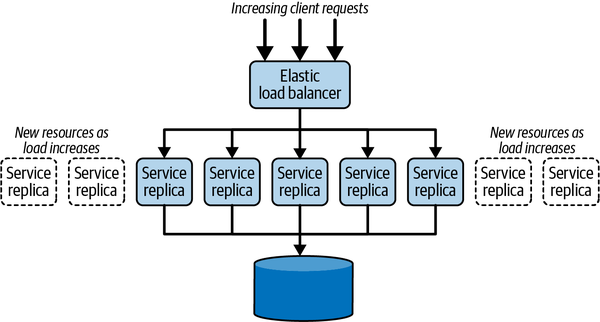 Increasing client requests
Elastic
load balancer
New resources as
load increases
New resources as
load increases
Service
replica
Service
replica
Service
replica
Service
replica
Service
replica
Service
replica
Service
replica
Service
replica
Service
replica